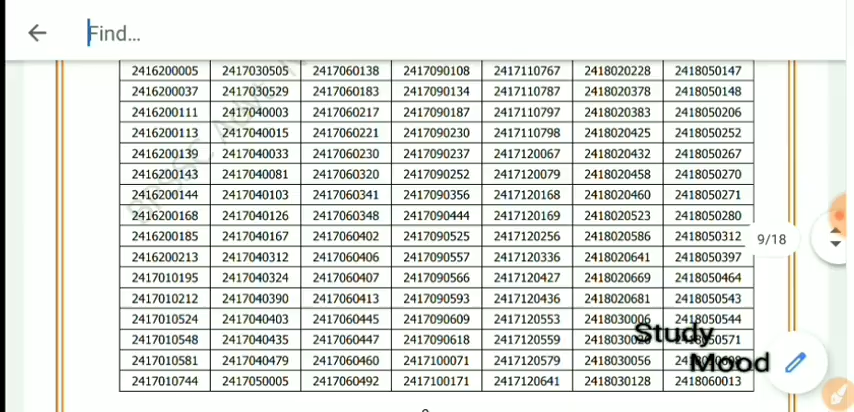 Find...
2416200005 2417030505 2417060138 2417090108 2417110767 2418020228 2418050147
2416200037 2417030529 2417060183 2417090134 2417110787 2418020378 2418050148
2416200111 2417040003 2417060217 2417090187 2417110797 2418020383 2418050206
2416200113 2417040015 2417060221 2417090230 2417110798 2418020425 2418050252
2416200139 2417040033 2417060230 2417090237 2417120067 2418020432 2418050267
2416200143 2417040081 2417060320 2417090252 2417120079 2418020458 2418050270
2416200144 2417040103 2417060341 2417090356 2417120168 2418020460 2418050271
2416200168 2417040126 2417060348 2417090444 2417120169 2418020523 2418050280
2416200185 2417040167 2417060402 2417090525 2417120256 2418020586 2418050312
9/18
2416200213 2417040312 2417060406 2417090557 2417120336 2418020641 2418050397
2417010195 2417040324 2417060407 2417090566 2417120427 2418020669 2418050464
2417010212 2417040390 2417060413 2417090593 2417120436 2418020681 2418050543
2417010524 2417040403 2417060445 2417090609 2417120553 2418030006 2418050544
2417010548 2417040435 2417060447 2417090618 2417120559
2417010581 2417040479 2417060460 2417100071 2417120579 2418030056
2417010744 2417050005 2417060492 2417100171 2417120641 2418030128 2418060013
Study
Mood